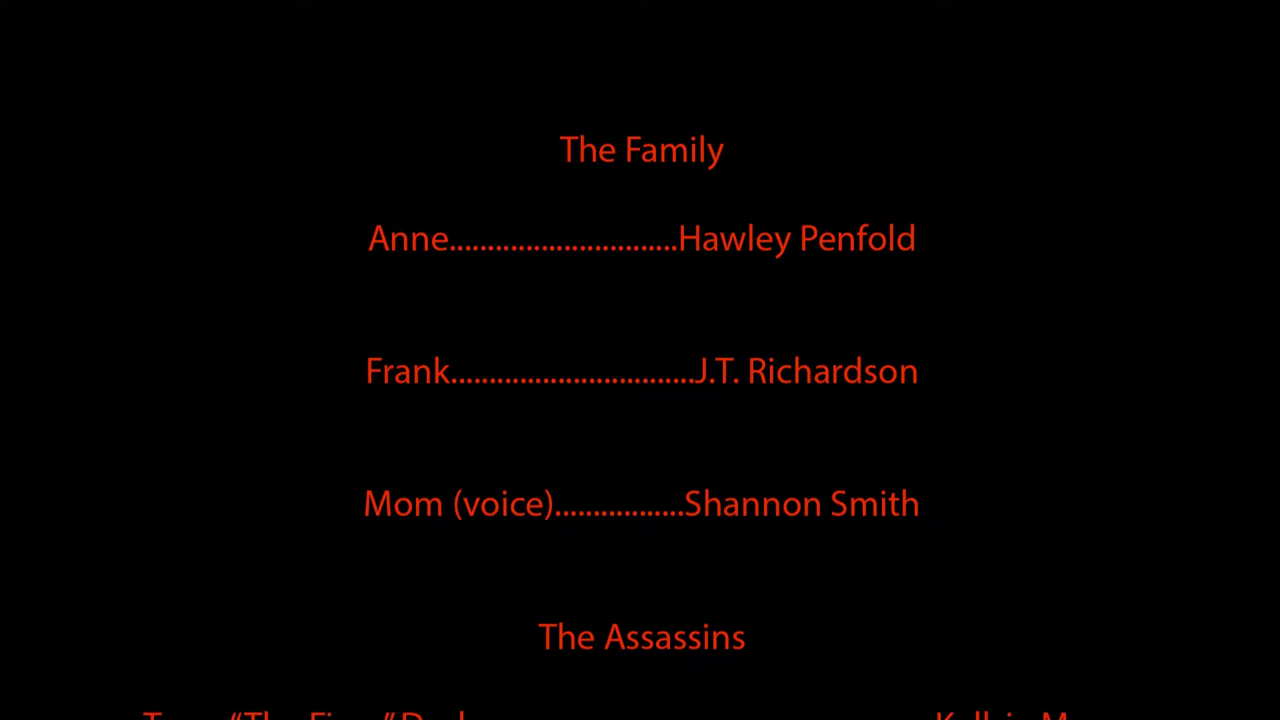 The Family
Anne..............................Hawley Penfold
Frank................................J.T. Richardson
Mom (voice).................Shannon Smith
The Assassins